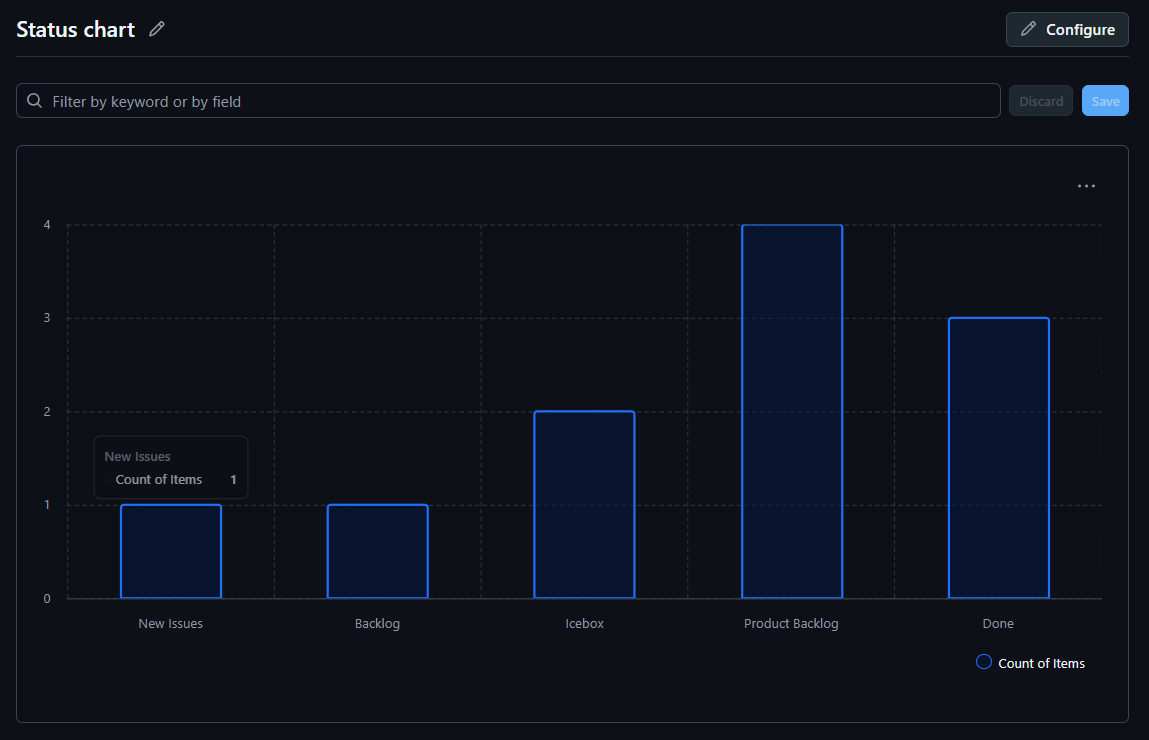 Status chart
Configure
Filter by keyword or by field
Discard
Save
4
3
2
1
0
New Issues
Count of Items 1
New Issues
Backlog
Icebox
Product Backlog
Done
Count of Items